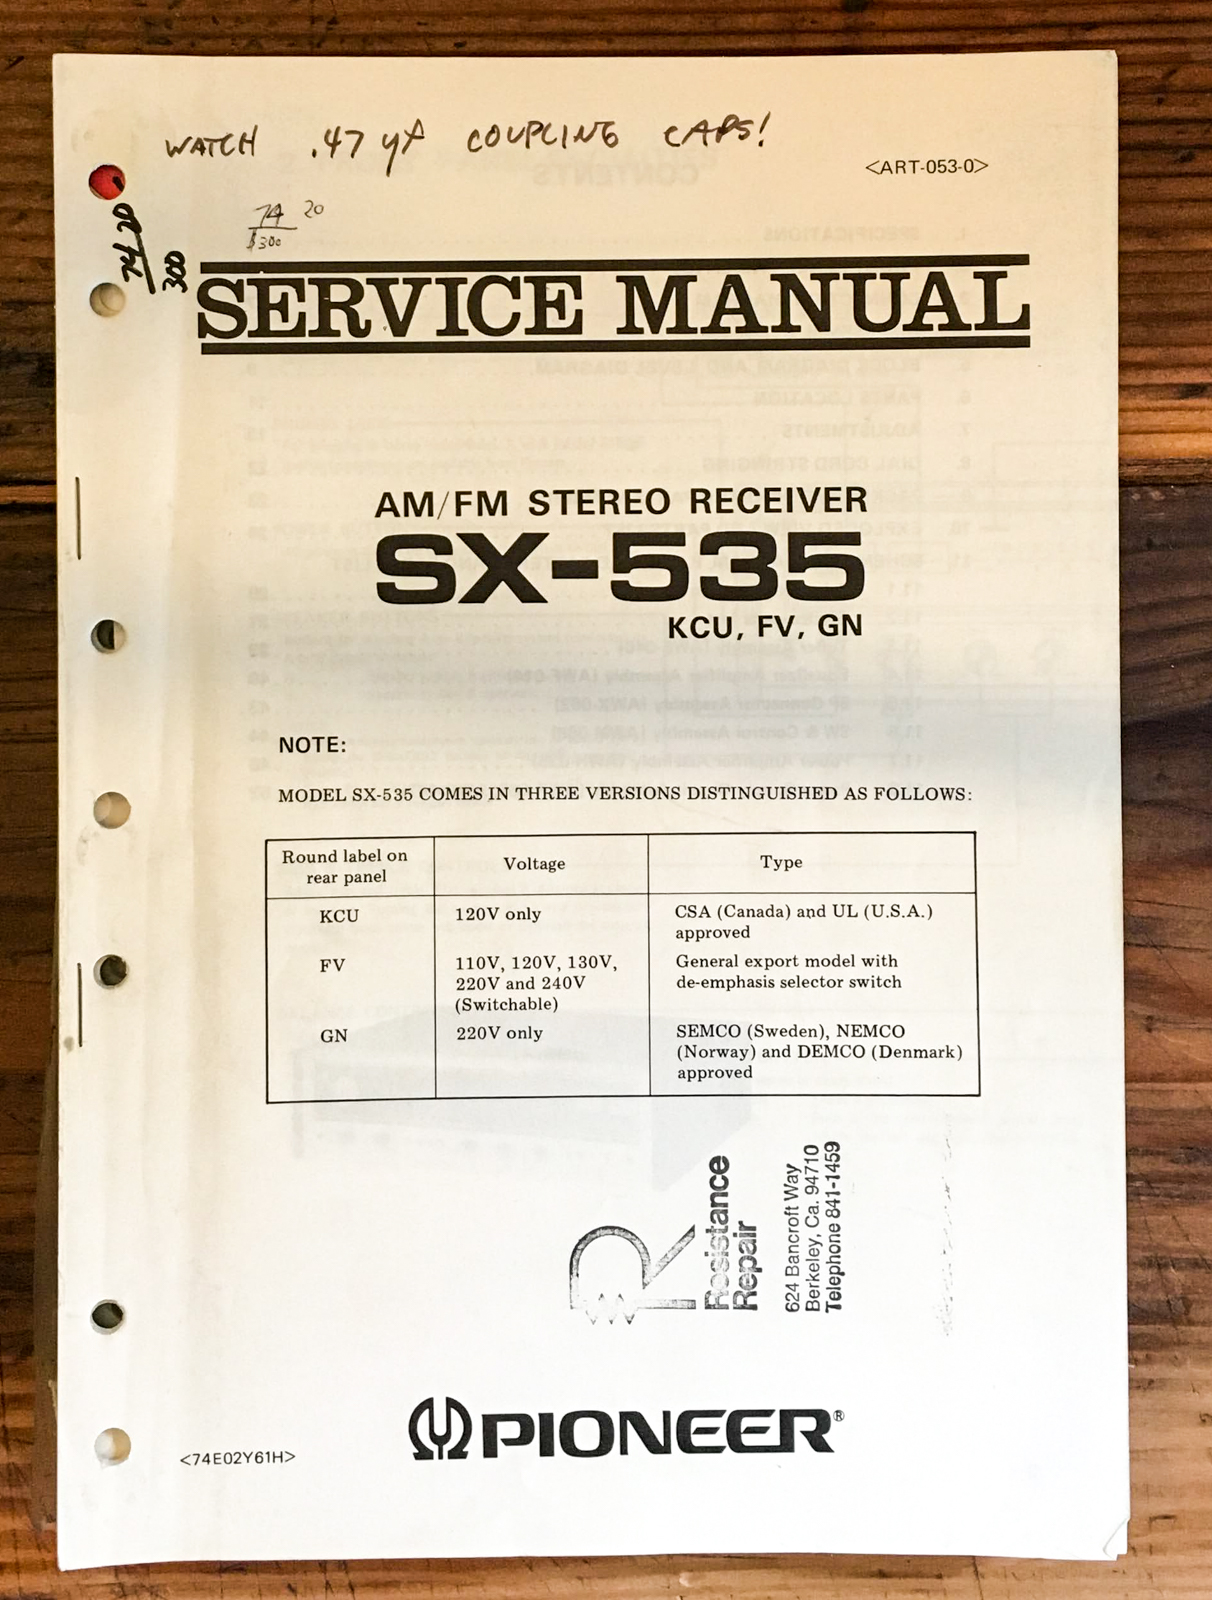 WATCH .47 COUPLING CAPS!
<ART-053-0>
74 20
$300
74 20
300
SERVICE MANUAL
AM/FM STEREO RECEIVER
SX-535
KCU, FV, GN
NOTE:
MODEL SX-535 COMES IN THREE VERSIONS DISTINGUISHED AS FOLLOWS:
Round label on rear panel
Voltage
Type
KCU
120V only
CSA (Canada) and UL (U.S.A.)
approved
FV
110V, 120V, 130V,
220V and 240V
(Switchable)
General export model with
de-emphasis selector switch
GN
220V only
SEMCO (Sweden), NEMCO
(Norway) and DEMCO (Denmark)
approved
R
Resistance
Repair
624 Bancroft Way
Berkeley, Ca. 94710
Telephone 841-1459
PIONEER®
<74E02Y61H>